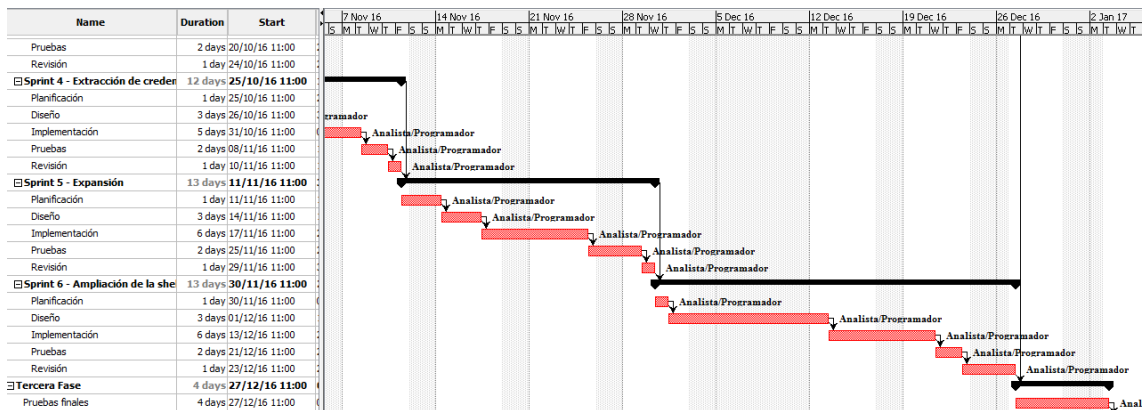 Name Duration Start 7 Nov 16 14 Nov 16 21 Nov 16 28 Nov 16 5 Dec 16 12 Dec 16 19 Dec 16 26 Dec 16 2 Jan 17
S M T W T F S S M T W T F S S M T W T F S S M T W T F S S M T W T F S S M T W T F S S M T W T F S S M T W T F S S M T W T
Pruebas 2 days 20/10/16 11:00
Revisión 1 day 24/10/16 11:00
Sprint 4 - Extracción de creden 12 days 25/10/16 11:00
Planificación 1 day 25/10/16 11:00
Diseño 3 days 26/10/16 11:00 gramador
Implementación 5 days 31/10/16 11:00 Analista/Programador
Pruebas 2 days 08/11/16 11:00 Analista/Programador
Revisión 1 day 10/11/16 11:00 Analista/Programador
Sprint 5 - Expansión 13 days 11/11/16 11:00
Planificación 1 day 11/11/16 11:00 Analista/Programador
Diseño 3 days 14/11/16 11:00 Analista/Programador
Implementación 6 days 17/11/16 11:00 Analista/Programador
Pruebas 2 days 25/11/16 11:00 Analista/Programador
Revisión 1 day 29/11/16 11:00 Analista/Programador
Sprint 6 - Ampliación de la she 13 days 30/11/16 11:00
Planificación 1 day 30/11/16 11:00 Analista/Programador
Diseño 3 days 01/12/16 11:00 Analista/Programador
Implementación 6 days 13/12/16 11:00 Analista/Programador
Pruebas 2 days 21/12/16 11:00 Analista/Programador
Revisión 1 day 23/12/16 11:00 Analista/Programador
Tercera Fase 4 days 27/12/16 11:00
Pruebas finales 4 days 27/12/16 11:00 Anal